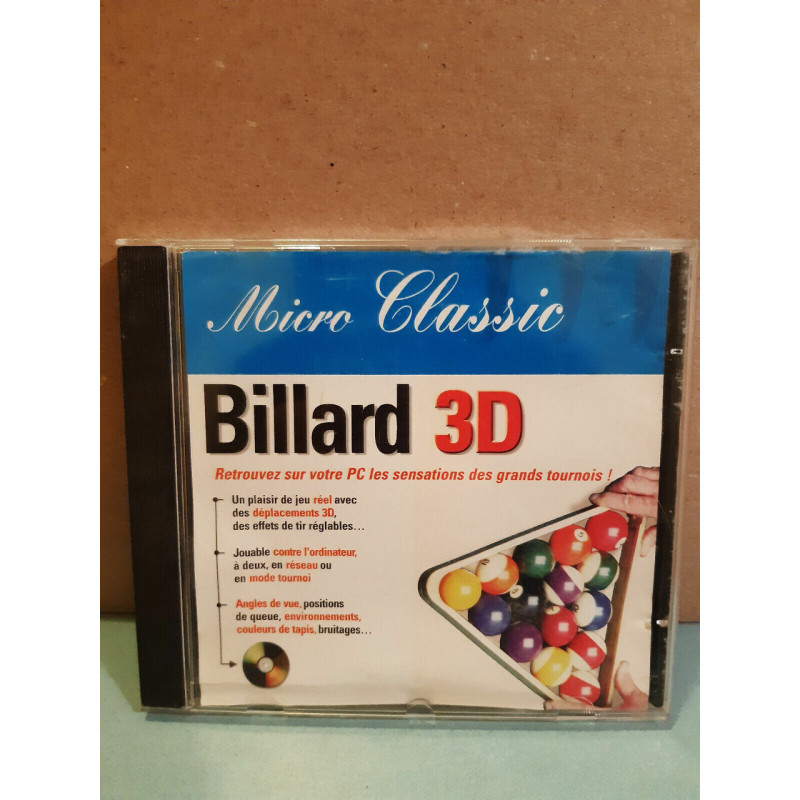 Micro Classic
Billard 3D
Retrouvez sur votre PC les sensations des grands tournois !
Un plaisir de jeu réel avec
des déplacements 3D,
des effets de tir réglables...
Jouable contre l'ordinateur,
à deux, en réseau ou
en mode tournoi
Angles de vue, positions
de queue, environnements,
couleurs de tapis, bruitages...